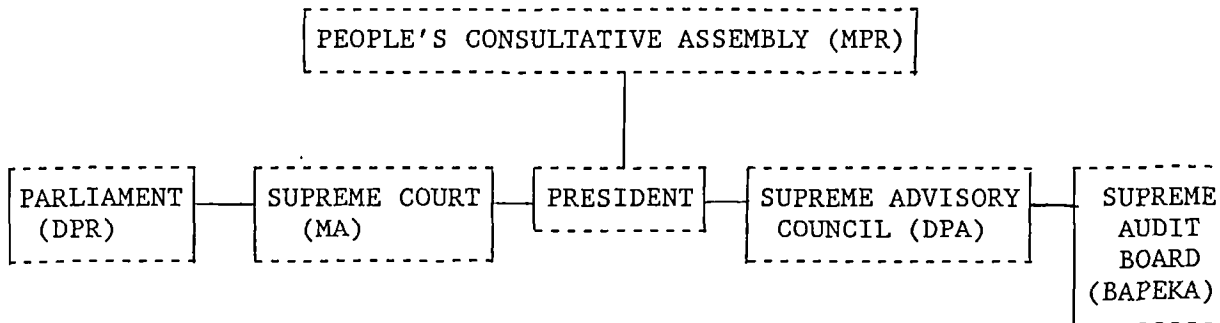 PEOPLE'S CONSULTATIVE ASSEMBLY (MPR)
PARLIAMENT
(DPR)
SUPREME COURT
(MA)
PRESIDENT
SUPREME ADVISORY
COUNCIL (DPA)
SUPREME
AUDIT
BOARD
(BAPEKA)